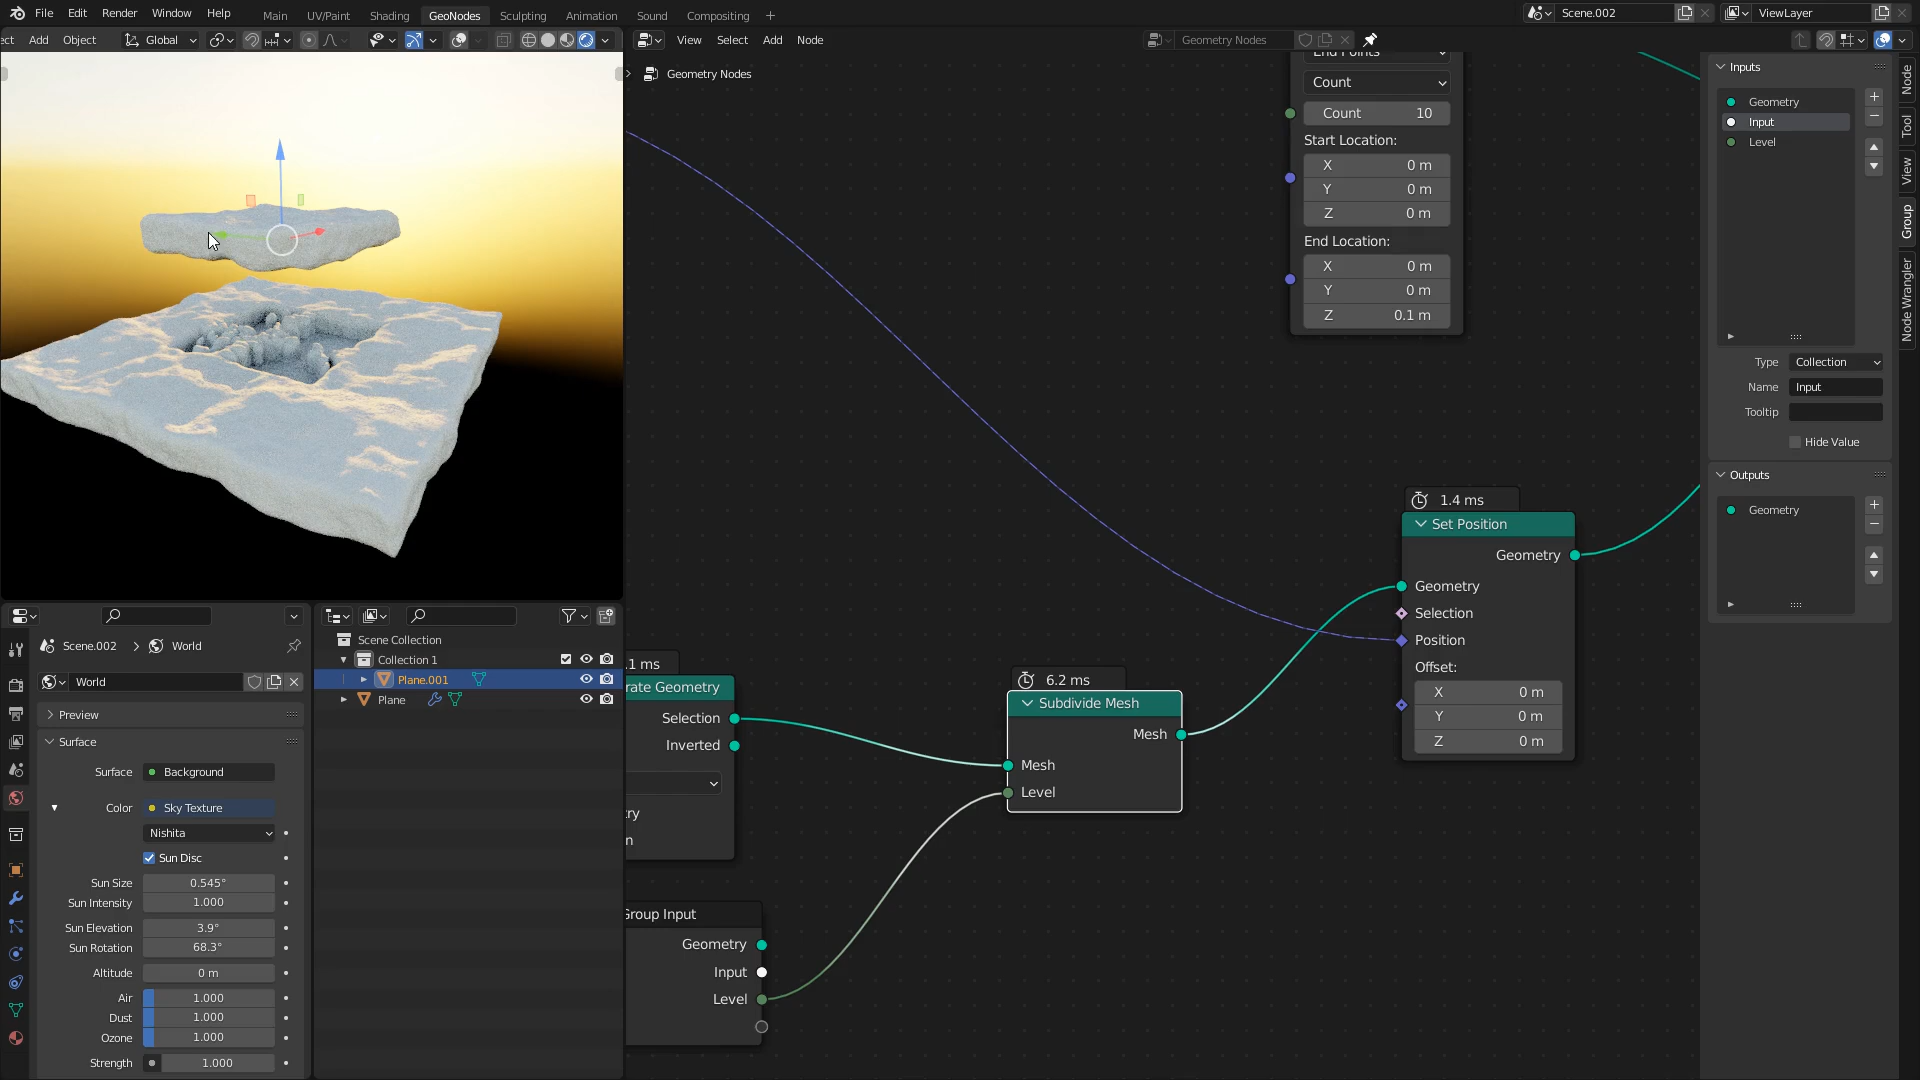 File Edit Render Window Help Main UV/Paint Shading GeoNodes Sculpting Animation Sound Compositing + Scene.002 ViewLayer
Add Object Global View Select Add Node Geometry Nodes
Geometry Nodes
Count
Count 10
Start Location:
X 0 m
Y 0 m
Z 0 m
End Location:
X 0 m
Y 0 m
Z 0.1 m
Inputs
Geometry
Input
Level
Type Collection
Name Input
Tooltip
Hide Value
Outputs
Geometry
Node
Tool
View
Group
Node Wrangler
1.4 ms
Set Position
Geometry
Geometry
Selection
Position
Offset:
X 0 m
Y 0 m
Z 0 m
.1 ms
rate Geometry
Selection
Inverted
ry
n
6.2 ms
Subdivide Mesh
Mesh
Mesh
Level
Group Input
Geometry
Input
Level
Scene.002 > World
World
Preview
Surface
Surface Background
Color Sky Texture
Nishita
Sun Disc
Sun Size 0.545°
Sun Intensity 1.000
Sun Elevation 3.9°
Sun Rotation 68.3°
Altitude 0 m
Air 1.000
Dust 1.000
Ozone 1.000
Strength 1.000
Scene Collection
Collection 1
Plane.001
Plane